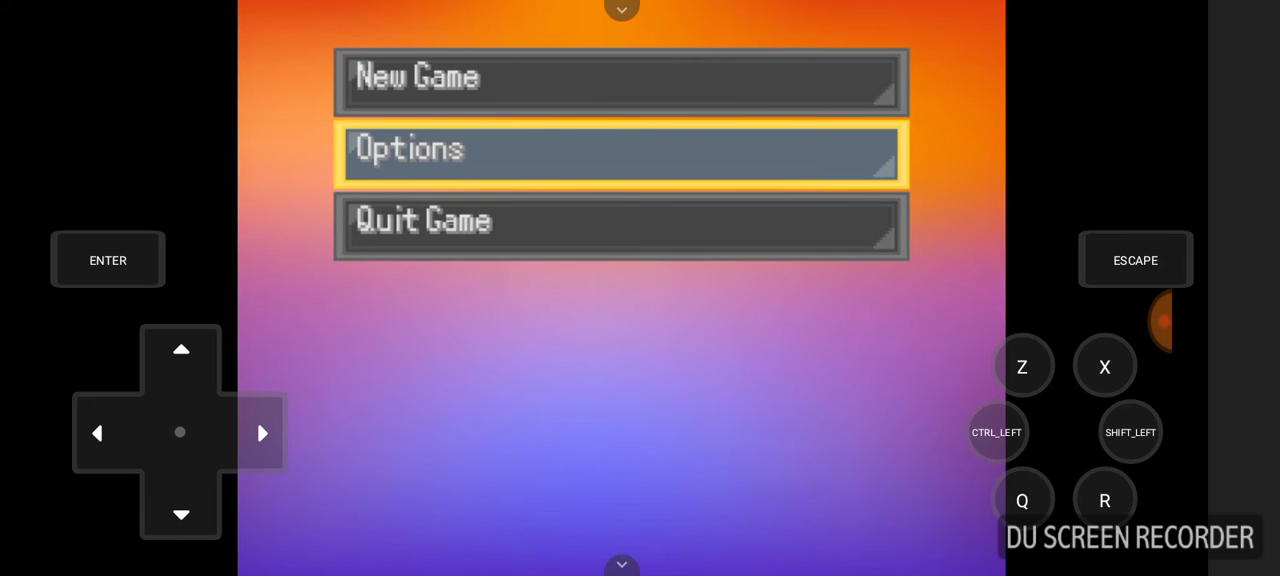 New Game
Options
Quit Game
ENTER
ESCAPE
Z
X
CTRL_LEFT
SHIFT_LEFT
Q
R
DU SCREEN RECORDER